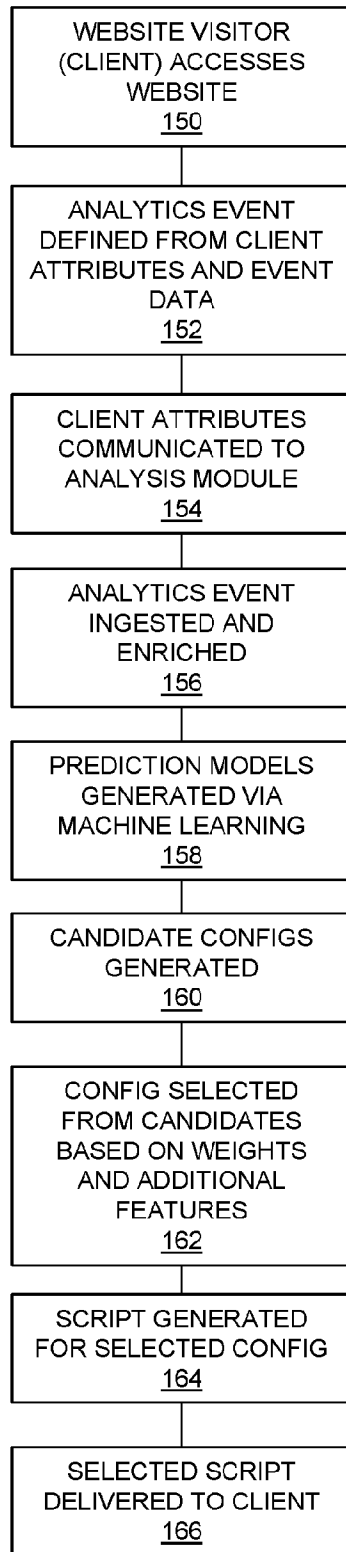 WEBSITE VISITOR
(CLIENT) ACCESSES
WEBSITE
150
ANALYTICS EVENT
DEFINED FROM CLIENT
ATTRIBUTES AND EVENT
DATA
152
CLIENT ATTRIBUTES
COMMUNICATED TO
ANALYSIS MODULE
154
ANALYTICS EVENT
INGESTED AND
ENRICHED
156
PREDICTION MODELS
GENERATED VIA
MACHINE LEARNING
158
CANDIDATE CONFIGS
GENERATED
160
CONFIG SELECTED
FROM CANDIDATES
BASED ON WEIGHTS
AND ADDITIONAL
FEATURES
162
SCRIPT GENERATED
FOR SELECTED CONFIG
164
SELECTED SCRIPT
DELIVERED TO CLIENT
166